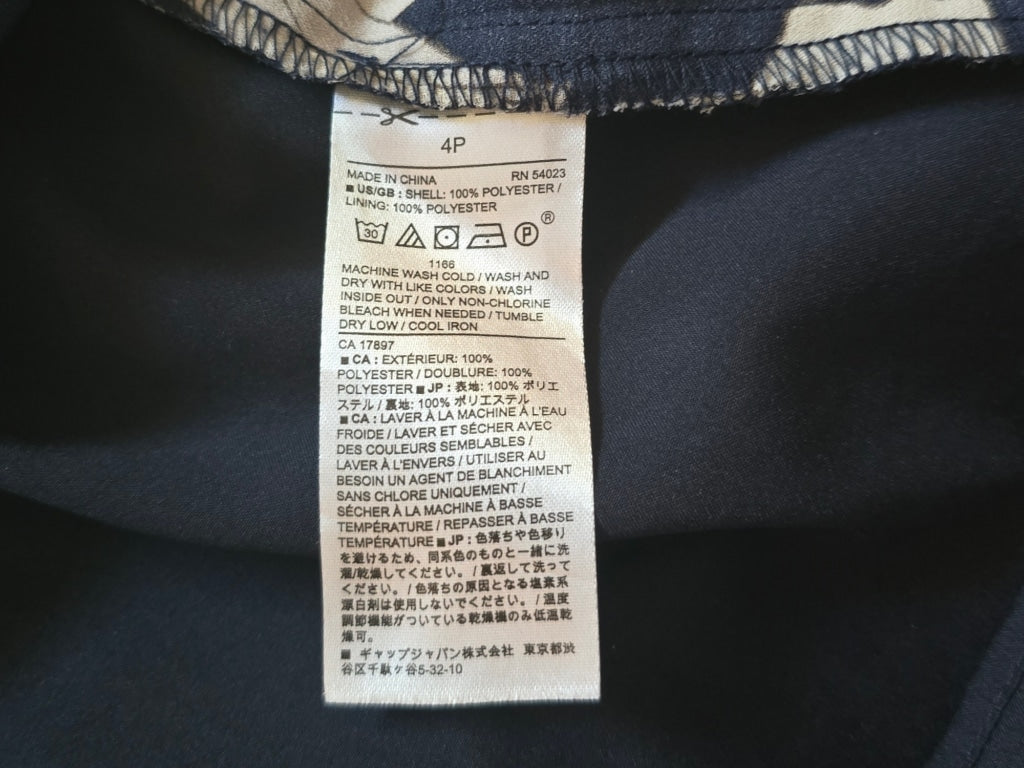 4P
MADE IN CHINA RN 54023
■ US/GB : SHELL: 100% POLYESTER /
LINING: 100% POLYESTER
30 P ®
1166
MACHINE WASH COLD / WASH AND
DRY WITH LIKE COLORS / WASH
INSIDE OUT / ONLY NON-CHLORINE
BLEACH WHEN NEEDED / TUMBLE
DRY LOW / COOL IRON
CA 17897
■ CA : EXTÉRIEUR: 100%
POLYESTER / DOUBLURE: 100%
POLYESTER ■ JP : 表地: 100% ポリエ
ステル / 裏地: 100% ポリエステル
■ CA : LAVER À LA MACHINE À L'EAU
FROIDE / LAVER ET SÉCHER AVEC
DES COULEURS SEMBLABLES /
LAVER À L'ENVERS / UTILISER AU
BESOIN UN AGENT DE BLANCHIMENT
SANS CHLORE UNIQUEMENT /
SÉCHER À LA MACHINE À BASSE
TEMPÉRATURE / REPASSER À BASSE
TEMPÉRATURE ■ JP : 色落ちや色移り
を避けるため、同系色のものと一緒に洗
濯/乾燥してください。 / 裏返して洗って
ください。 / 色落ちの原因となる塩素系
漂白剤は使用しないでください。 / 温度
調節機能がついている乾燥機のみ低温乾
燥可。
■ ギャップジャパン株式会社 東京都渋
谷区千駄ヶ谷5-32-10